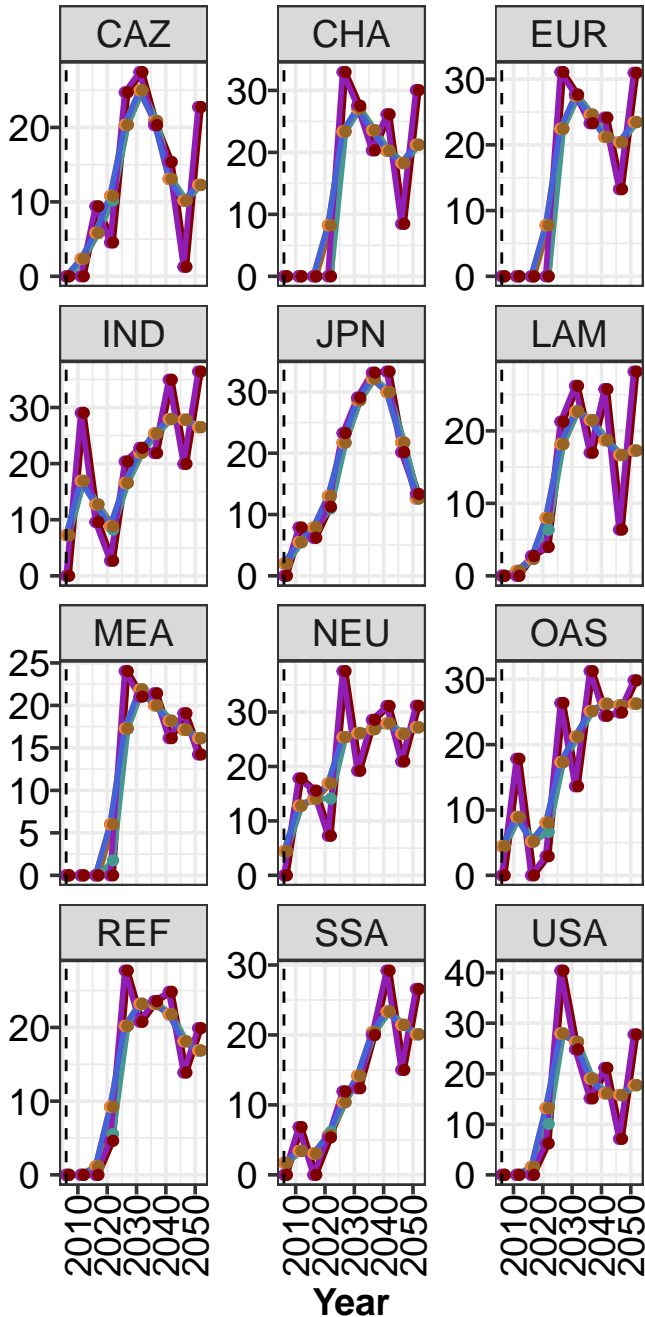 CAZ CHA EUR
20 30 30
10 20 20
0 10 10
0 0
IND JPN LAM
30 30 20
20 20 10
10 10 0
0 0
MEA NEU OAS
25 30 30
20 20 20
15 10 10
10 0 0
5
0
REF SSA USA
20 30 40
10 20 30
0 10 20
0 10
0
2010 2020 2030 2040 2050 2010 2020 2030 2040 2050 2010 2020 2030 2040 2050
Year